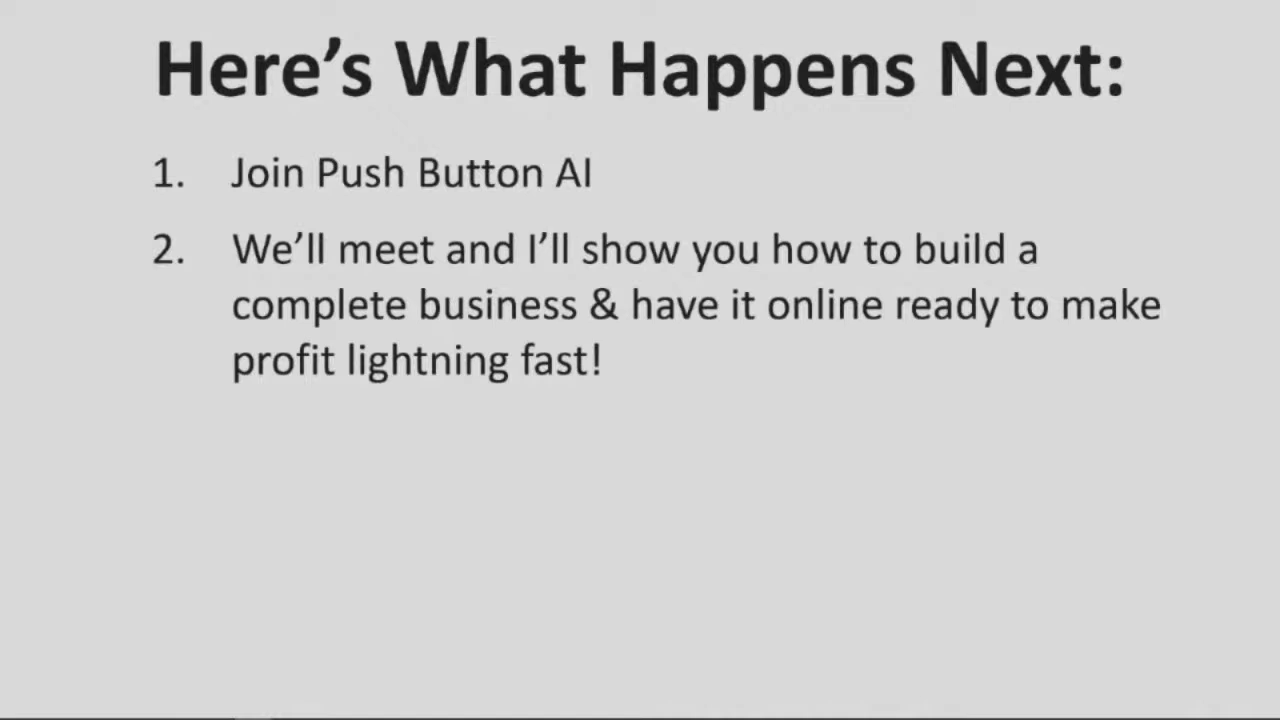 Here’s What Happens Next:
1. Join Push Button AI
2. We’ll meet and I’ll show you how to build a
complete business & have it online ready to make
profit lightning fast!